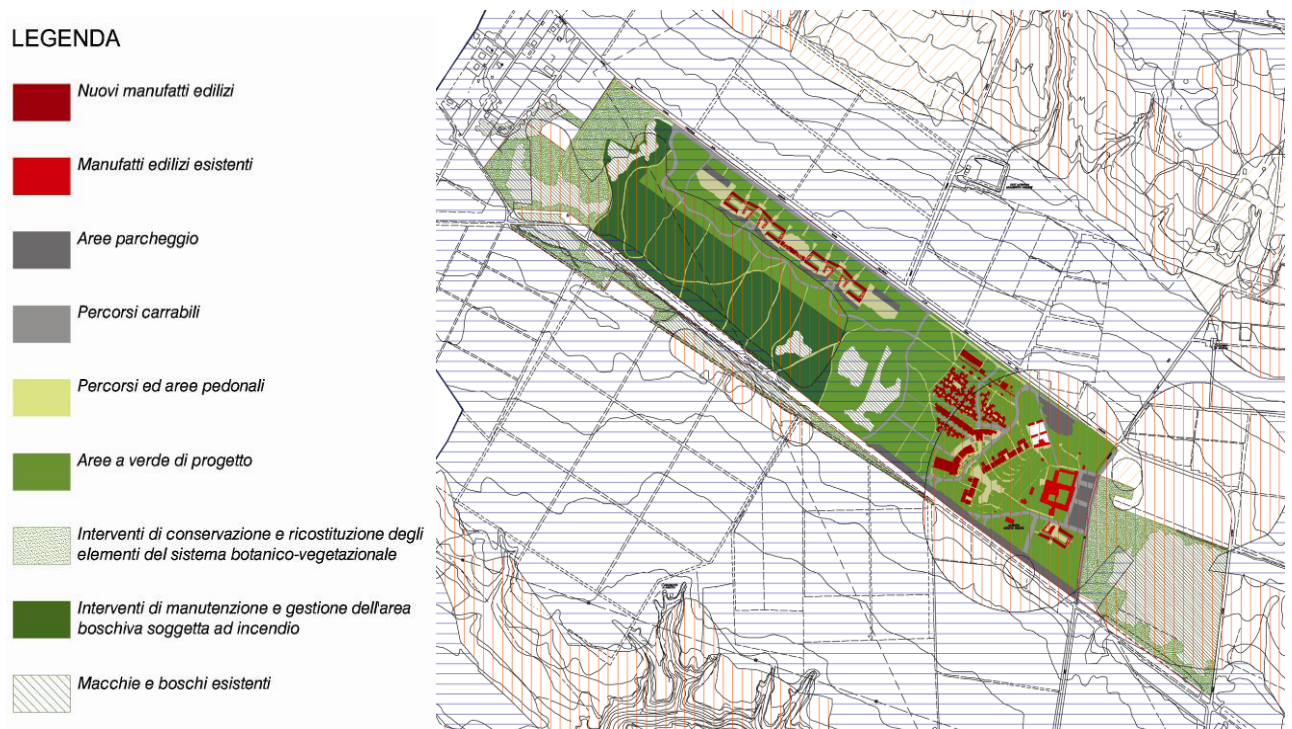 LEGENDA
Nuovi manufatti edilizi
Manufatti edilizi esistenti
Aree parcheggio
Percorsi carrabili
Percorsi ed aree pedonali
Aree a verde di progetto
Interventi di conservazione e ricostituzione degli
elementi del sistema botanico-vegetazionale
Interventi di manutenzione e gestione dell'area
boschiva soggetta ad incendio
Macchie e boschi esistenti